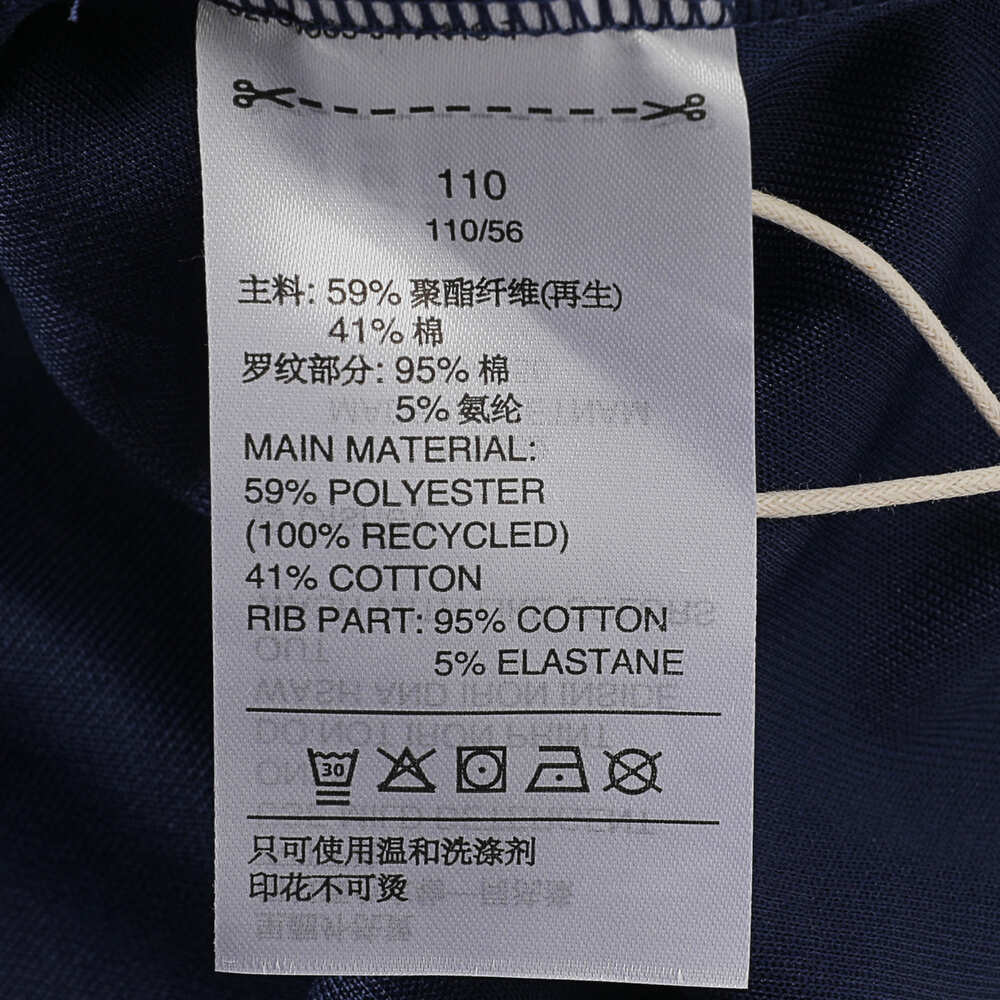 110
110/56
主料: 59% 聚酯纤维(再生)
41% 棉
罗纹部分: 95% 棉
5% 氨纶
MAIN MATERIAL:
59% POLYESTER
(100% RECYCLED)
41% COTTON
RIB PART: 95% COTTON
5% ELASTANE
30
只可使用温和洗涤剂
印花不可烫